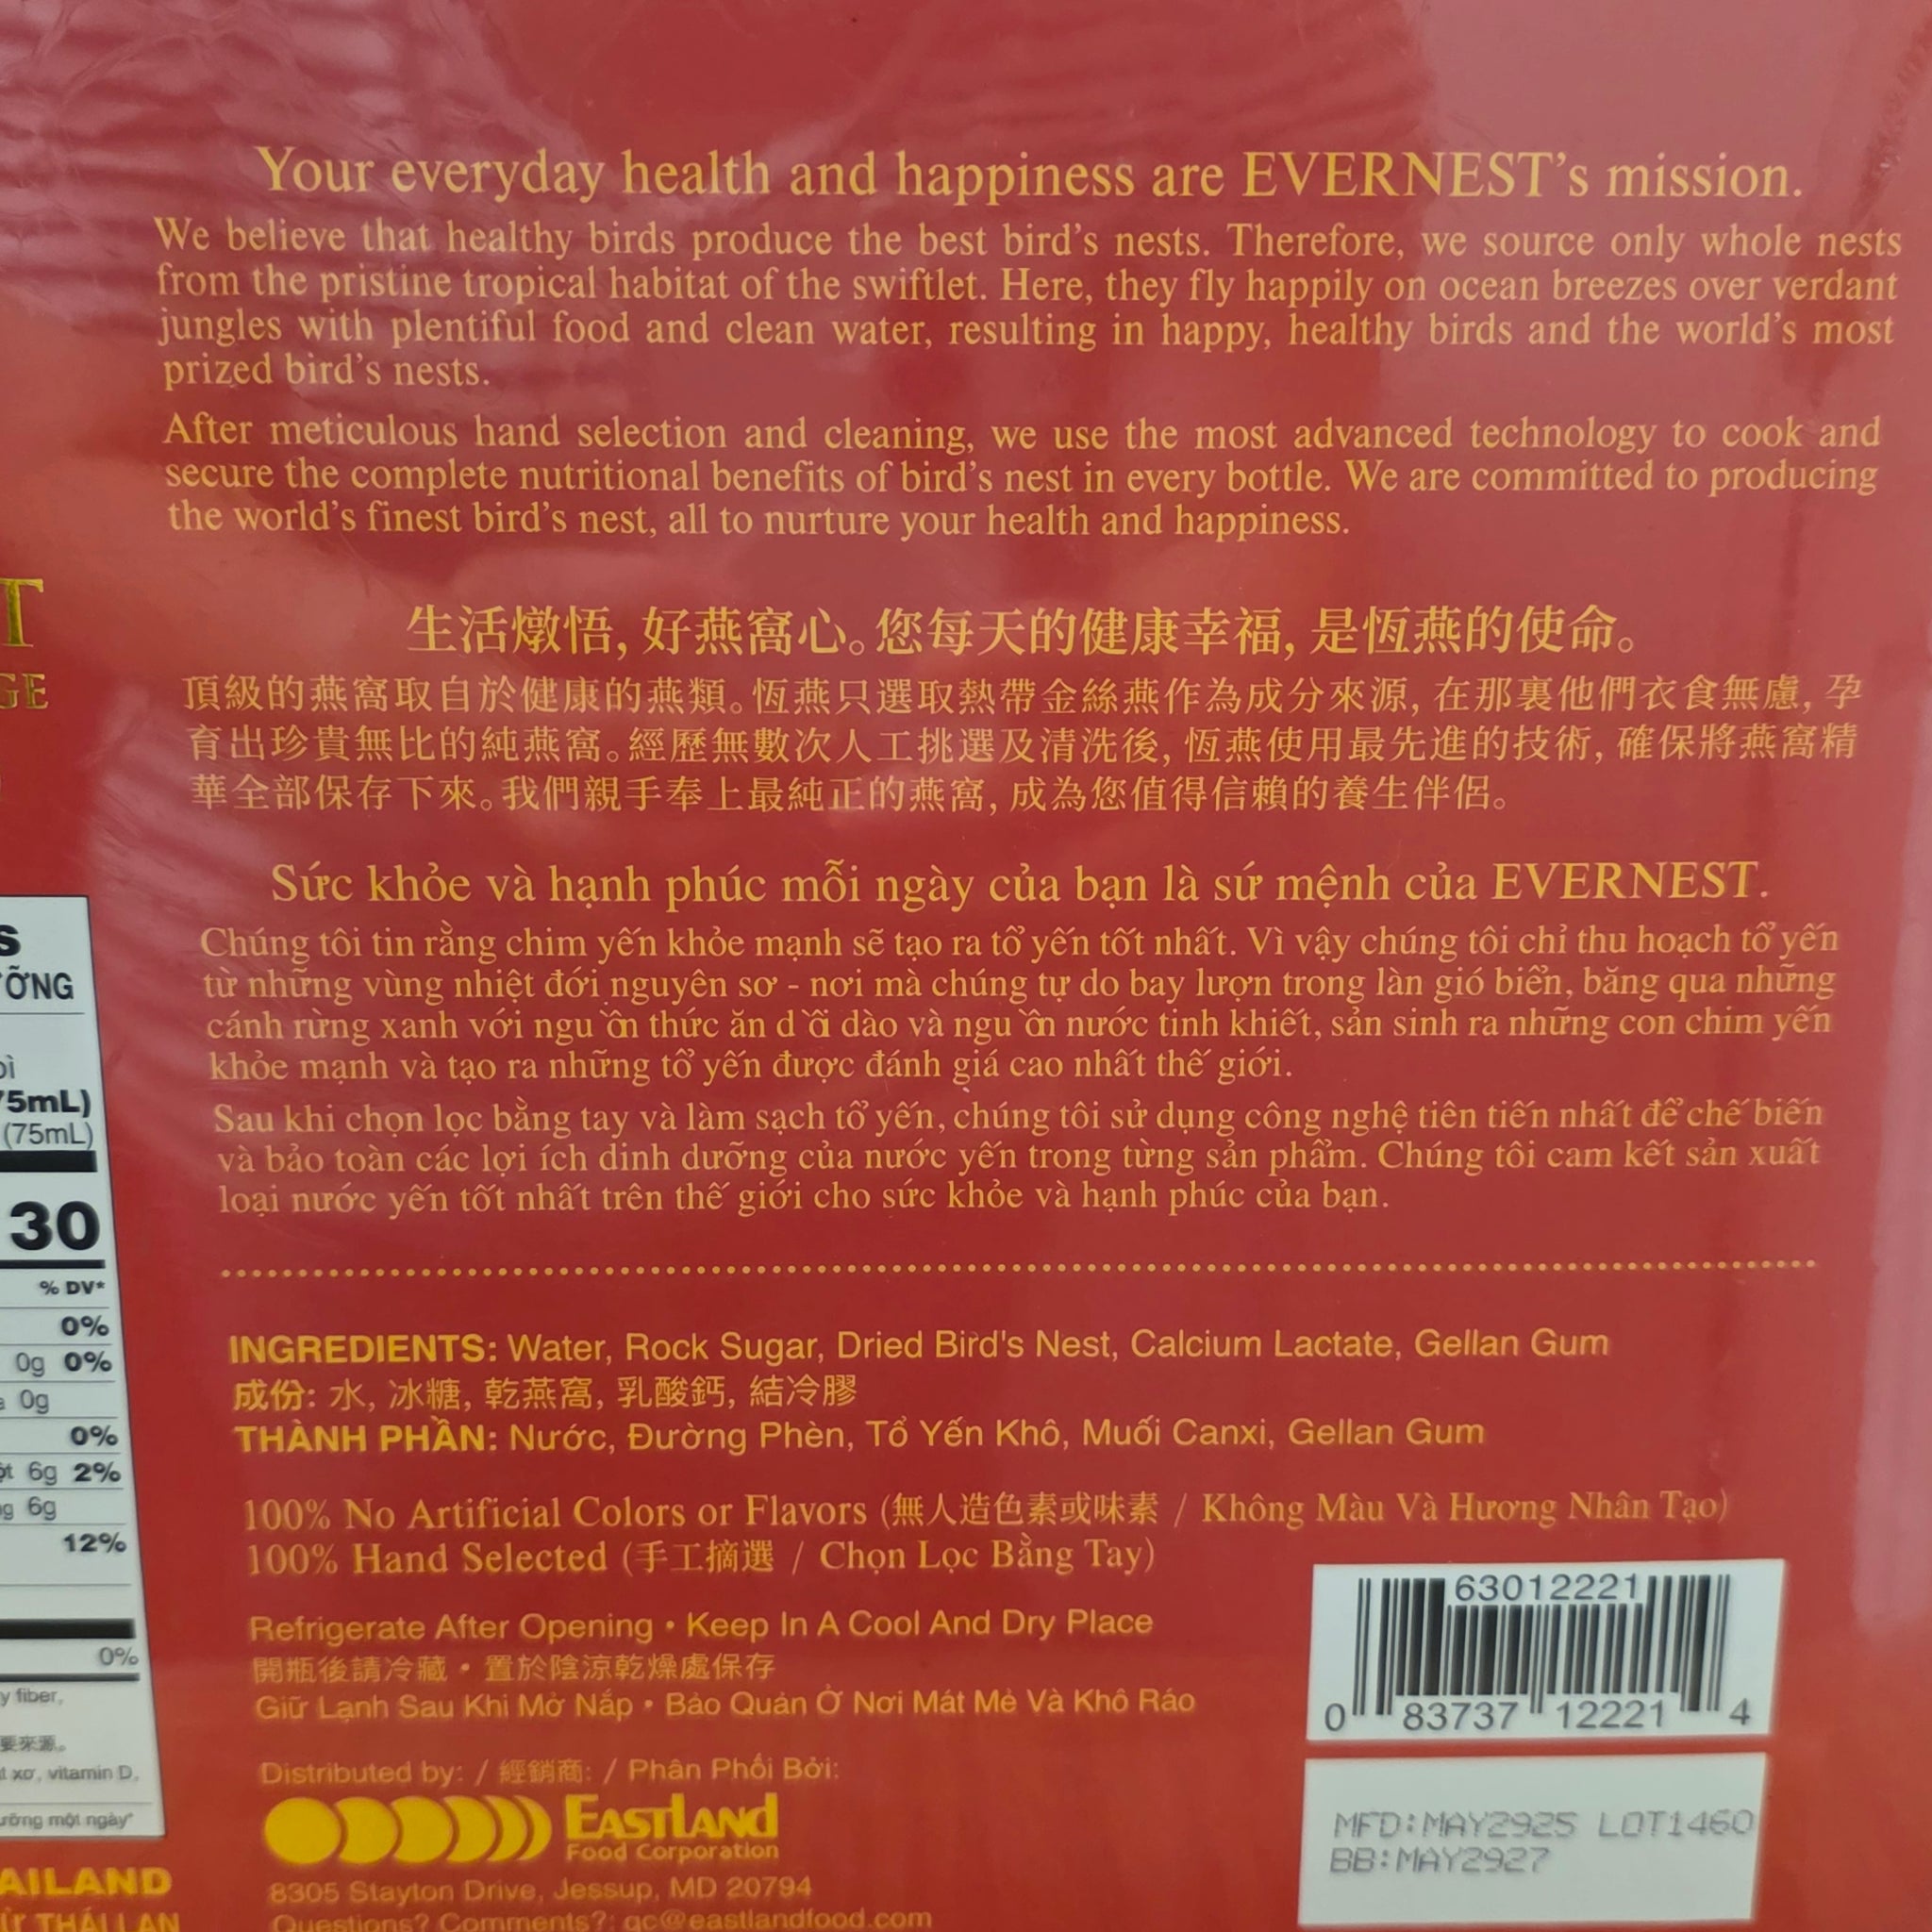 Your everyday health and happiness are EVERNEST's mission.
We believe that healthy birds produce the best bird's nests. Therefore, we source only whole nests
from the pristine tropical habitat of the swiftlet. Here, they fly happily on ocean breezes over verdant
jungles with plentiful food and clean water, resulting in happy, healthy birds and the world's most
prized bird's nests.
After meticulous hand selection and cleaning, we use the most advanced technology to cook and
secure the complete nutritional benefits of bird's nest in every bottle. We are committed to producing
the world's finest bird's nest, all to nurture your health and happiness.
生活燉悟, 好燕窩心。您每天的健康幸福, 是恆燕的使命。
頂級的燕窩取自於健康的燕類。恆燕只選取熱帶金絲燕作為成分來源, 在那裏他們衣食無慮, 孕
育出珍貴無比的純燕窩。經歷無數次人工挑選及清洗後, 恆燕使用最先進的技術, 確保將燕窩精
華全部保存下來。我們親手奉上最純正的燕窩, 成為您值得信賴的養生伴侶。
Sức khỏe và hạnh phúc mỗi ngày của bạn là sứ mệnh của EVERNEST.
Chúng tôi tin rằng chim yến khỏe mạnh sẽ tạo ra tổ yến tốt nhất. Vì vậy chúng tôi chỉ thu hoạch tổ yến
từ những vùng nhiệt đới nguyên sơ - nơi mà chúng tự do bay lượn trong làn gió biển, băng qua những
cánh rừng xanh với nguồn thức ăn dồi dào và nguồn nước tinh khiết, sản sinh ra những con chim yến
khỏe mạnh và tạo ra những tổ yến được đánh giá cao nhất thế giới.
Sau khi chọn lọc bằng tay và làm sạch tổ yến, chúng tôi sử dụng công nghệ tiên tiến nhất để chế biến
và bảo toàn các lợi ích dinh dưỡng của nước yến trong từng sản phẩm. Chúng tôi cam kết sản xuất
loại nước yến tốt nhất trên thế giới cho sức khỏe và hạnh phúc của bạn.
INGREDIENTS: Water, Rock Sugar, Dried Bird's Nest, Calcium Lactate, Gellan Gum
成份: 水, 冰糖, 乾燕窩, 乳酸鈣, 結冷膠
THÀNH PHẦN: Nước, Đường Phèn, Tổ Yến Khô, Muối Canxi, Gellan Gum
100% No Artificial Colors or Flavors (無人造色素或味素 / Không Màu Và Hương Nhân Tạo)
100% Hand Selected (手工摘選 / Chọn Lọc Bằng Tay)
Refrigerate After Opening • Keep In A Cool And Dry Place
開瓶後請冷藏 • 置於陰涼乾燥處保存
Giữ Lạnh Sau Khi Mở Nắp • Bảo Quản Ở Nơi Mát Mẻ Và Khô Ráo
Distributed by: / 經銷商: / Phân Phối Bởi:
EASTLAND
Food Corporation
8305 Stayton Drive, Jessup, MD 20794
Questions? Comments?: qc@eastlandfood.com
63012221
0 83737 12221 4
MFD:MAY2925 LOT1460
BB:MAY2927
(75mL)
30
% DV*
0%
0g 0%
0g
0%
6g 2%
6g
12%
0%
fiber,
要來源。
xơ, vitamin D,
một ngày*
THÁI LAN